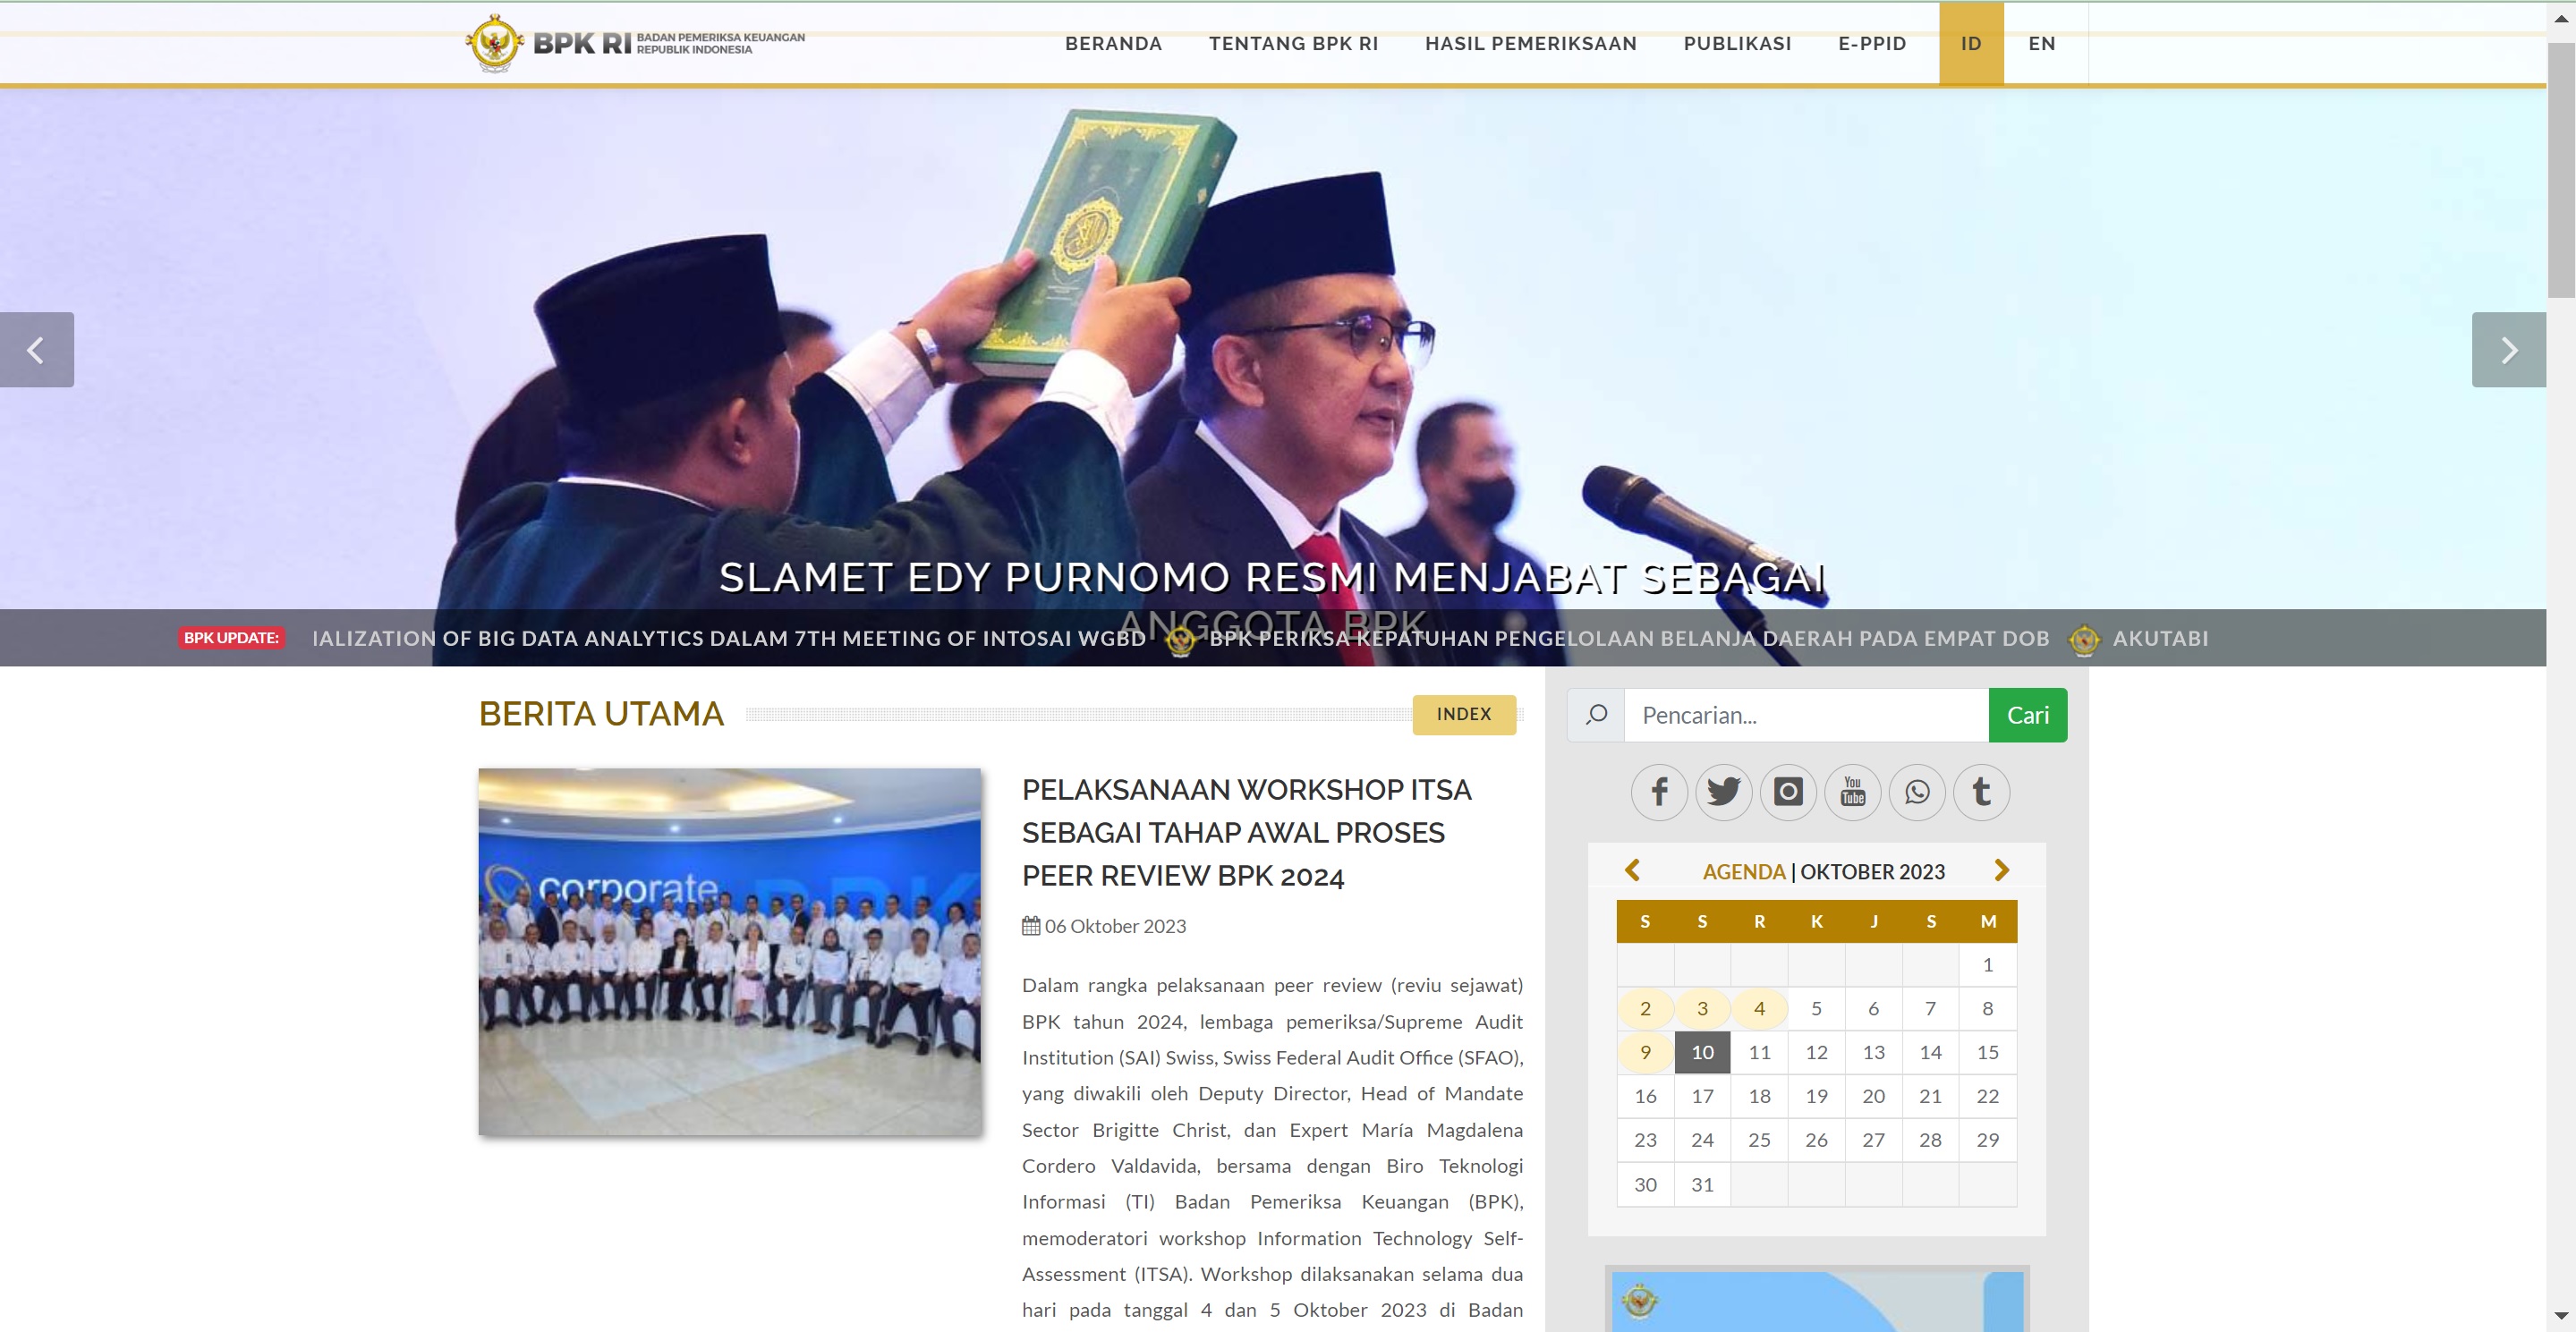 BPK RI
BADAN PEMERIKSA KEUANGAN
REPUBLIK INDONESIA
BERANDA
TENTANG BPK RI
HASIL PEMERIKSAAN
PUBLIKASI
E-PPID
ID
EN
SLAMET EDY PURNOMO RESMI MENJABAT SEBAGAI
ANGGOTA BPK
BPK UPDATE:
IALIZATION OF BIG DATA ANALYTICS DALAM 7TH MEETING OF INTOSAI WGBD BPK PERIKSA KEPATUHAN PENGELOLAAN BELANJA DAERAH PADA EMPAT DOB AKUTABI
BERITA UTAMA
INDEX
corporate
BPK
PELAKSANAAN WORKSHOP ITSA
SEBAGAI TAHAP AWAL PROSES
PEER REVIEW BPK 2024
06 Oktober 2023
Dalam rangka pelaksanaan peer review (reviu sejawat)
BPK tahun 2024, lembaga pemeriksa/Supreme Audit
Institution (SAI) Swiss, Swiss Federal Audit Office (SFAO),
yang diwakili oleh Deputy Director, Head of Mandate
Sector Brigitte Christ, dan Expert María Magdalena
Cordero Valdavida, bersama dengan Biro Teknologi
Informasi (TI) Badan Pemeriksa Keuangan (BPK),
memoderatori workshop Information Technology Self-
Assessment (ITSA). Workshop dilaksanakan selama dua
hari pada tanggal 4 dan 5 Oktober 2023 di Badan
Pencarian...
Cari
You
Tube
AGENDA | OKTOBER 2023
S S R K J S M
1
2 3 4 5 6 7 8
9 10 11 12 13 14 15
16 17 18 19 20 21 22
23 24 25 26 27 28 29
30 31